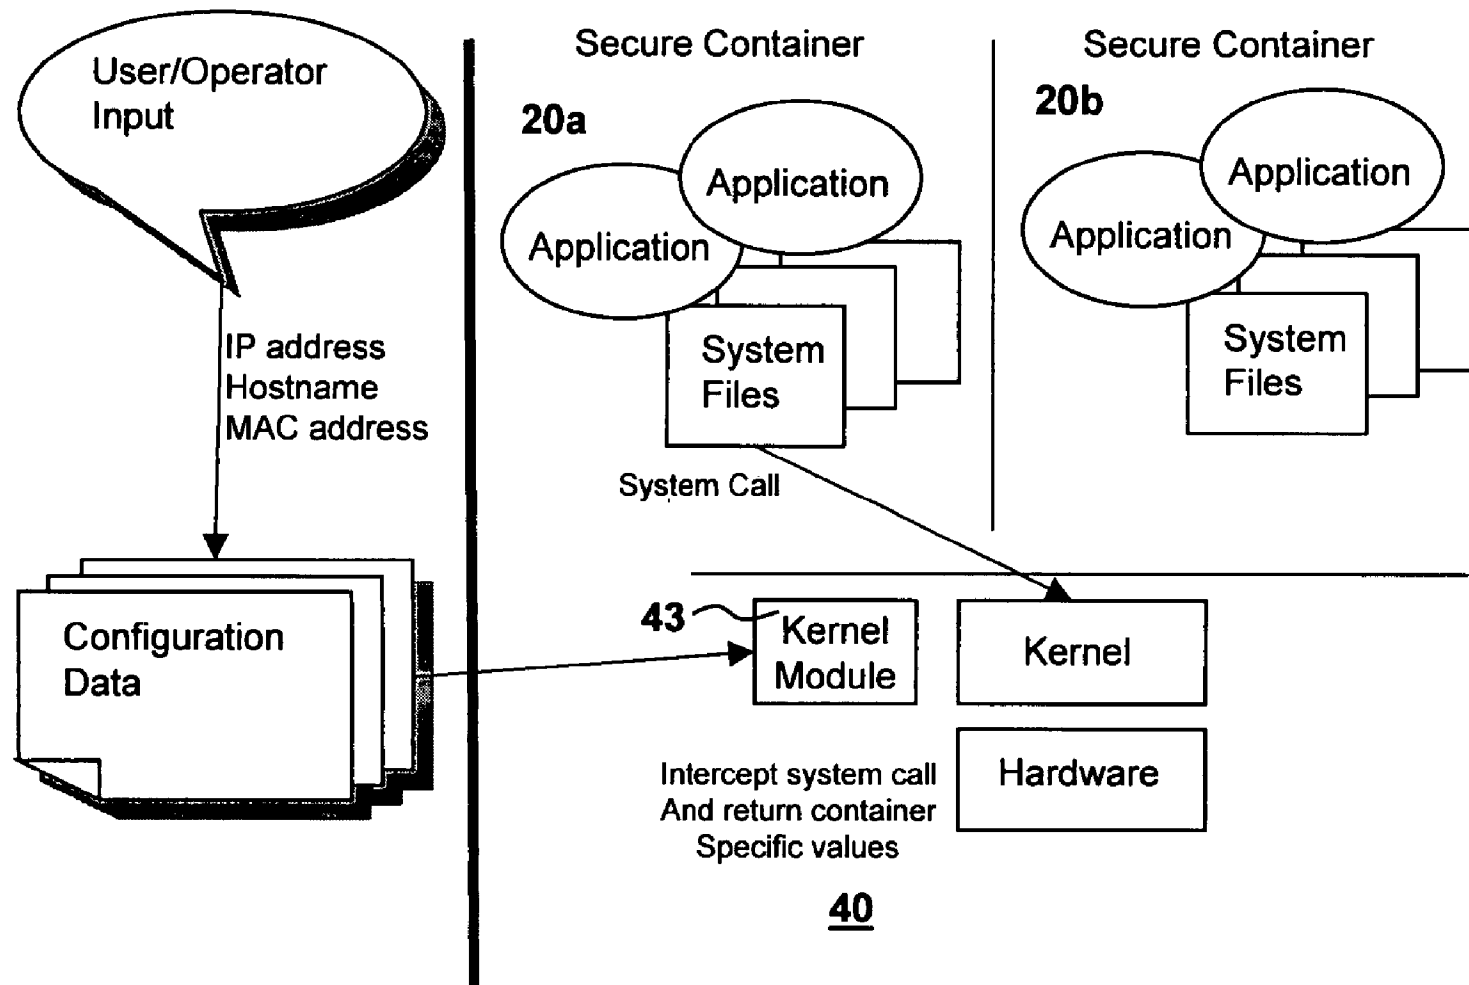 User/Operator
Input
IP address
Hostname
MAC address
Configuration
Data
Secure Container
20a
Application
Application
System
Files
System Call
Secure Container
20b
Application
Application
System
Files
43
Kernel
Module
Kernel
Hardware
Intercept system call
And return container
Specific values
40